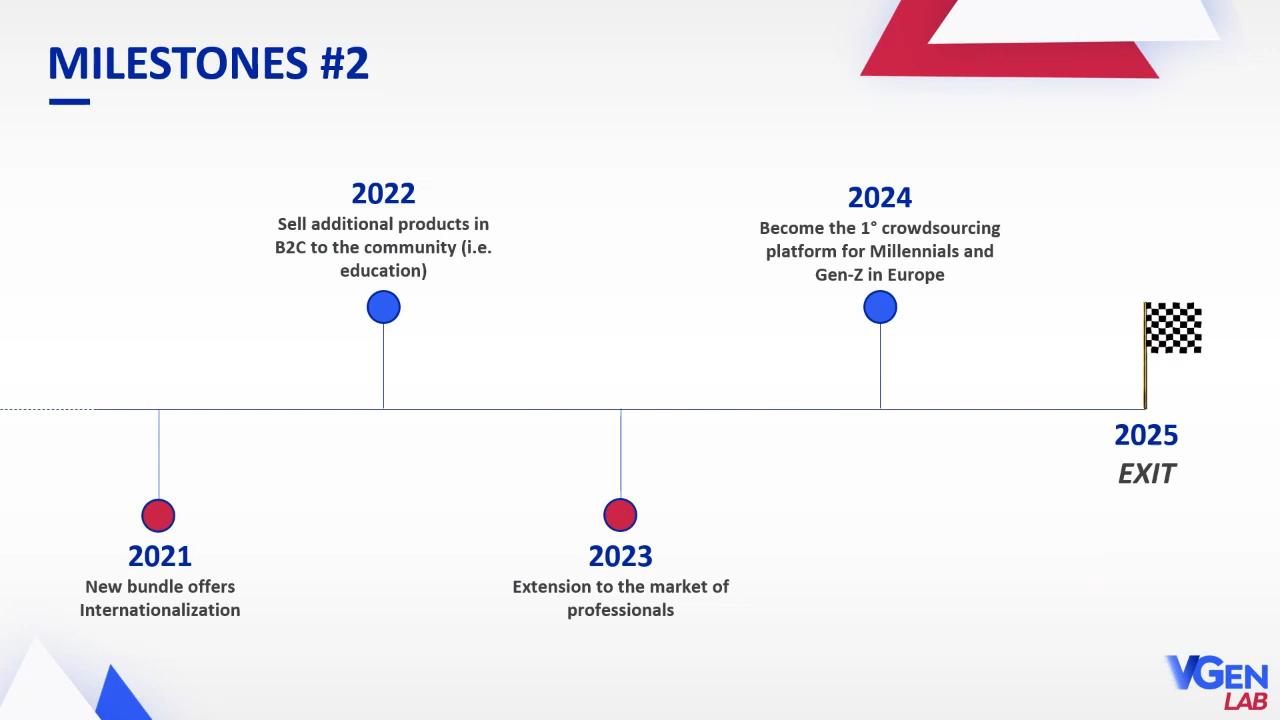 MILESTONES #2
2022
Sell additional products in
B2C to the community (i.e.
education)
2024
Become the 1° crowdsourcing
platform for Millennials and
Gen-Z in Europe
2025
EXIT
2021
New bundle offers
Internationalization
2023
Extension to the market of
professionals
VGEN
LAB